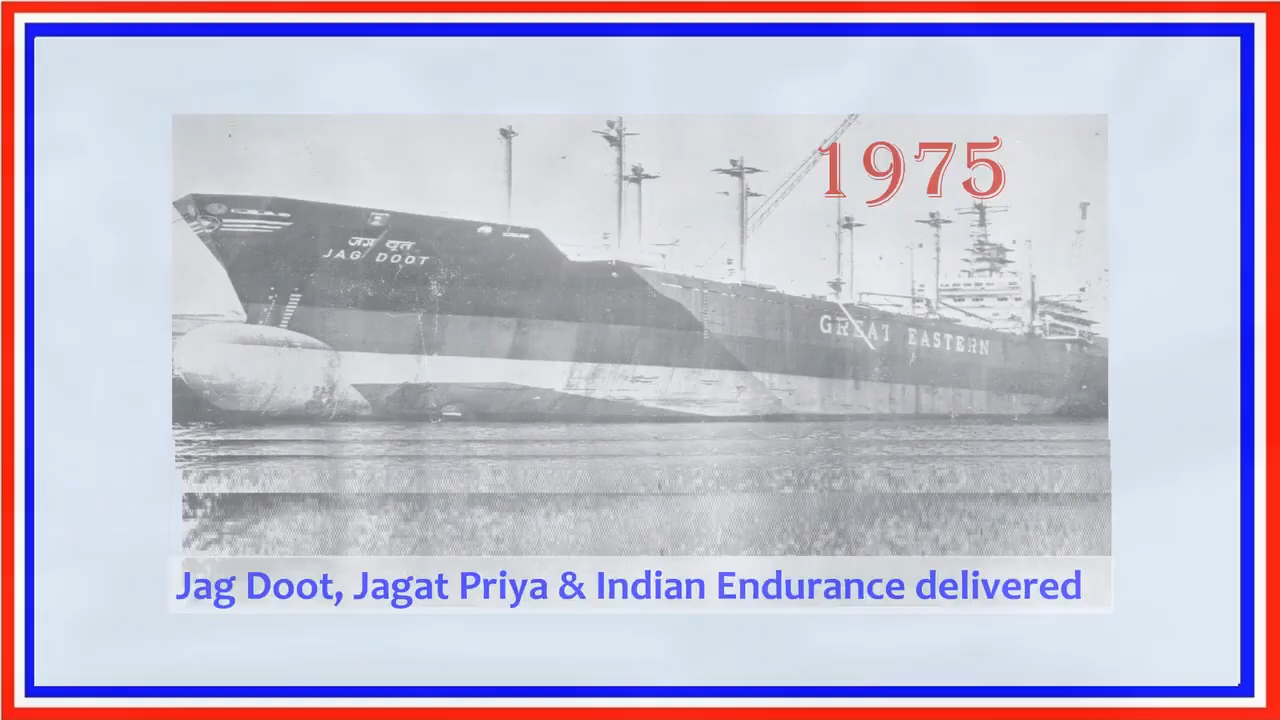 1975
जग दूत
JAG DOOT
GREAT EASTERN
Jag Doot, Jagat Priya & Indian Endurance delivered